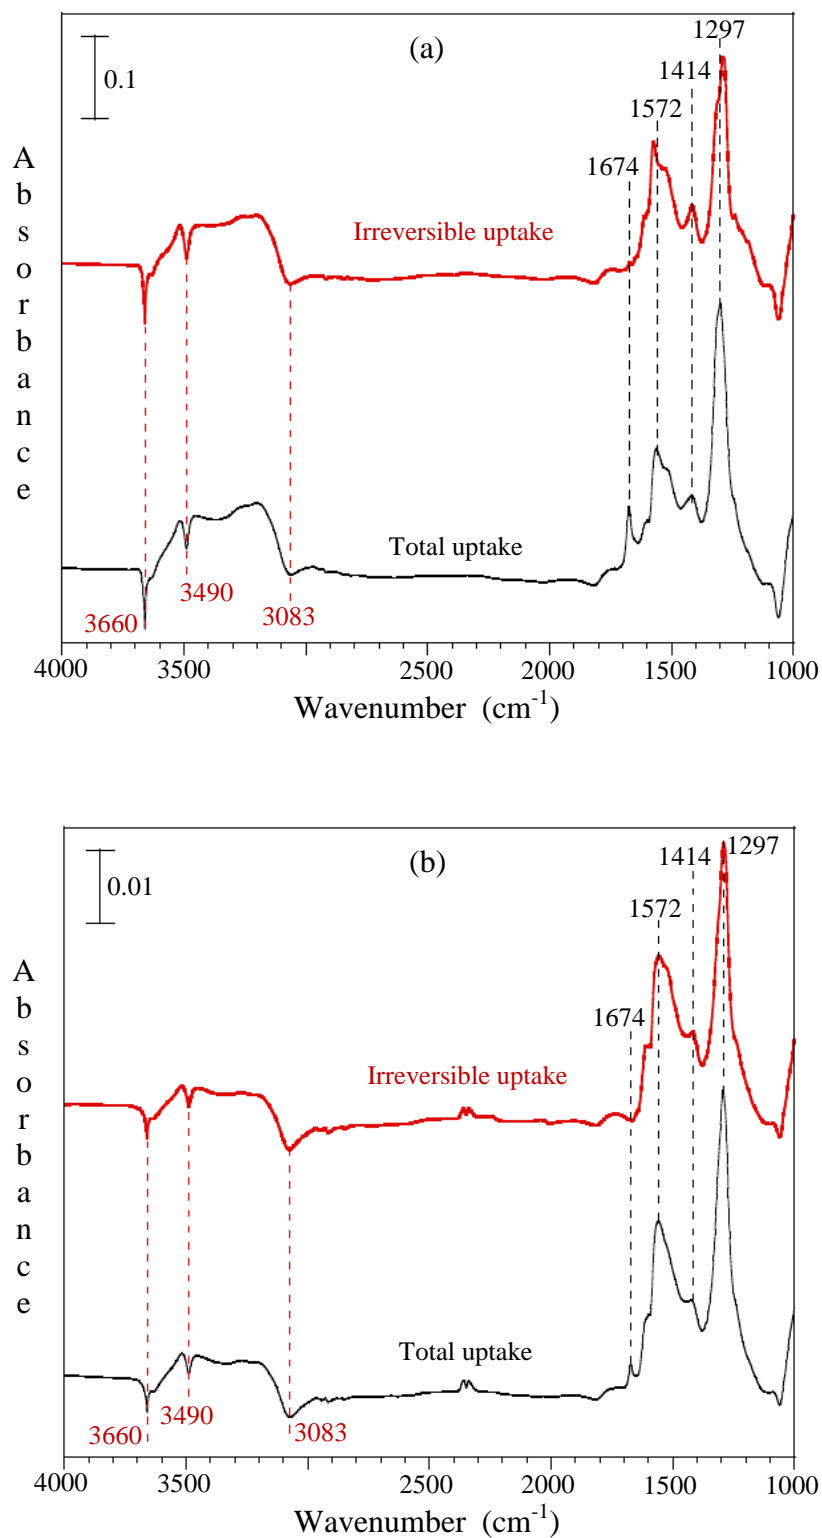 1297
(a)
1414
0.1
1572
1674
Irreversible uptake
Absorbance
Total uptake
3490
3083
3660
4000
3500
2500
2000
1500
1000
Wavenumber (cm-1)
(b)
1414
1297
0.01
1572
1674
Irreversible uptake
Absorbance
Total uptake
3490
3660
3083
4000
3500
2500
2000
1500
1000
Wavenumber (cm-1)